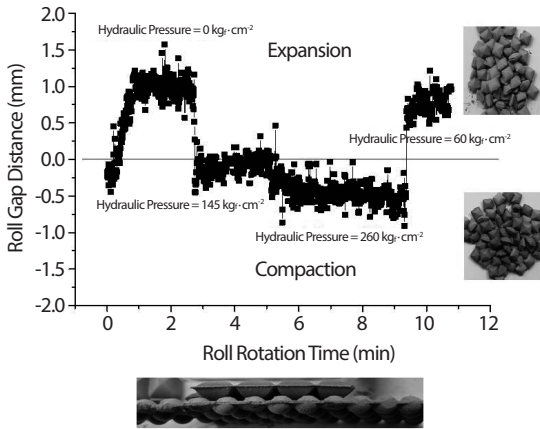 Hydraulic Pressure = 0 kgf·cm-2
Expansion
Hydraulic Pressure = 60 kgf·cm-2
Hydraulic Pressure = 145 kgf·cm-2
Hydraulic Pressure = 260 kgf·cm-2
Compaction
Roll Gap Distance (mm)
2.0
1.5
1.0
0.5
0.0
-0.5
-1.0
-1.5
-2.0
0 2 4 6 8 10 12
Roll Rotation Time (min)